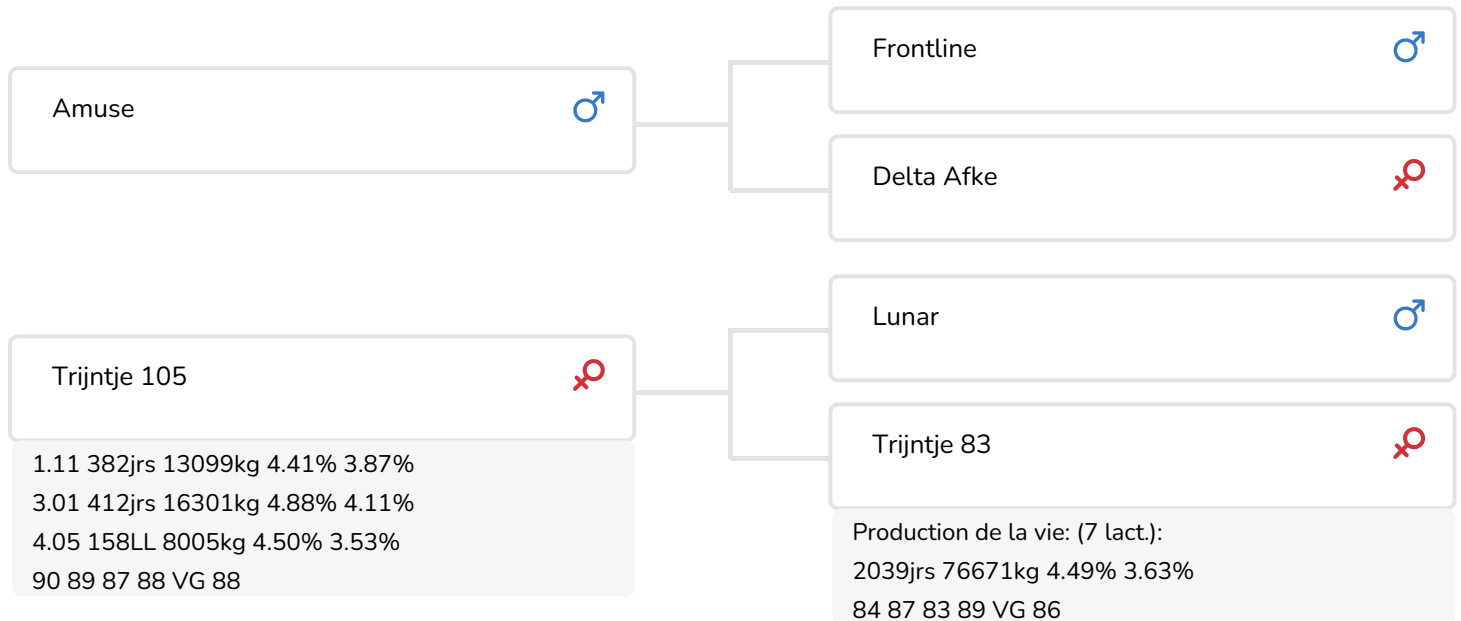 Amuse
Frontline
Delta Afke
Trijntje 105
1.11 382jrs 13099kg 4.41% 3.87%
3.01 412jrs 16301kg 4.88% 4.11%
4.05 158LL 8005kg 4.50% 3.53%
90 89 87 88 VG 88
Lunar
Trijntje 83
Production de la vie: (7 lact.):
2039jrs 76671kg 4.49% 3.63%
84 87 83 89 VG 86